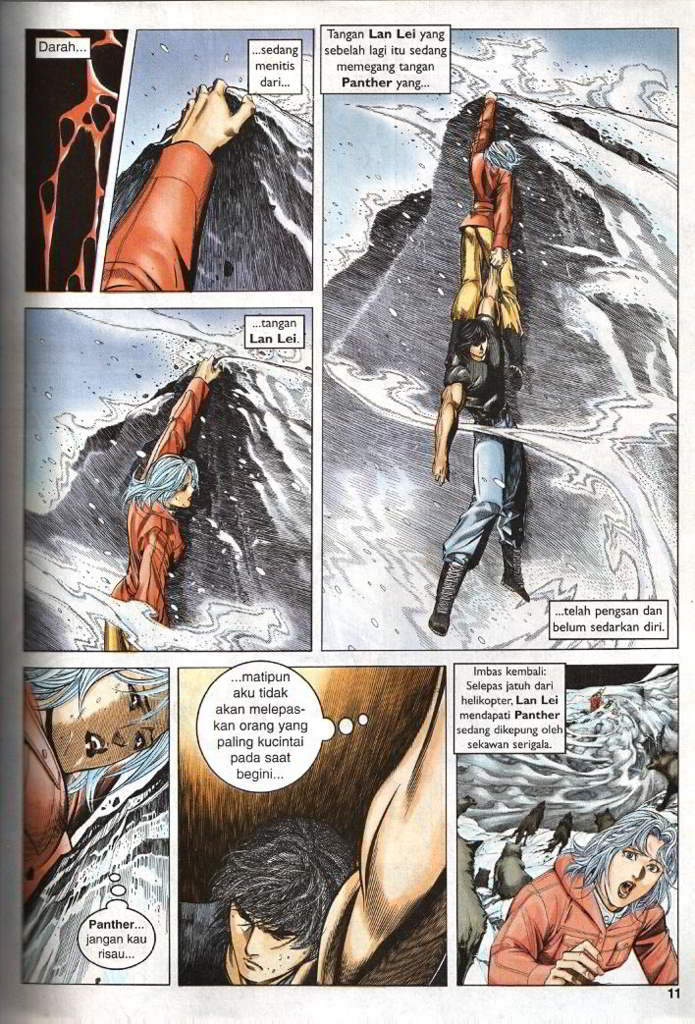 Darah...
...sedang
menitis
dari...
Tangan Lan Lei yang
sebelah lagi itu sedang
memegang tangan
Panther yang...
...tangan
Lan Lei.
...telah pengsan dan
belum sedarkan diri.
Panther...
jangan kau
risau...
...matipun
aku tidak
akan melepas-
kan orang yang
paling kucintai
pada saat
begini...
Imbas kembali:
Selepas jatuh dari
helikopter, Lan Lei
mendapati Panther
sedang dikepung oleh
sekawan serigala.
11